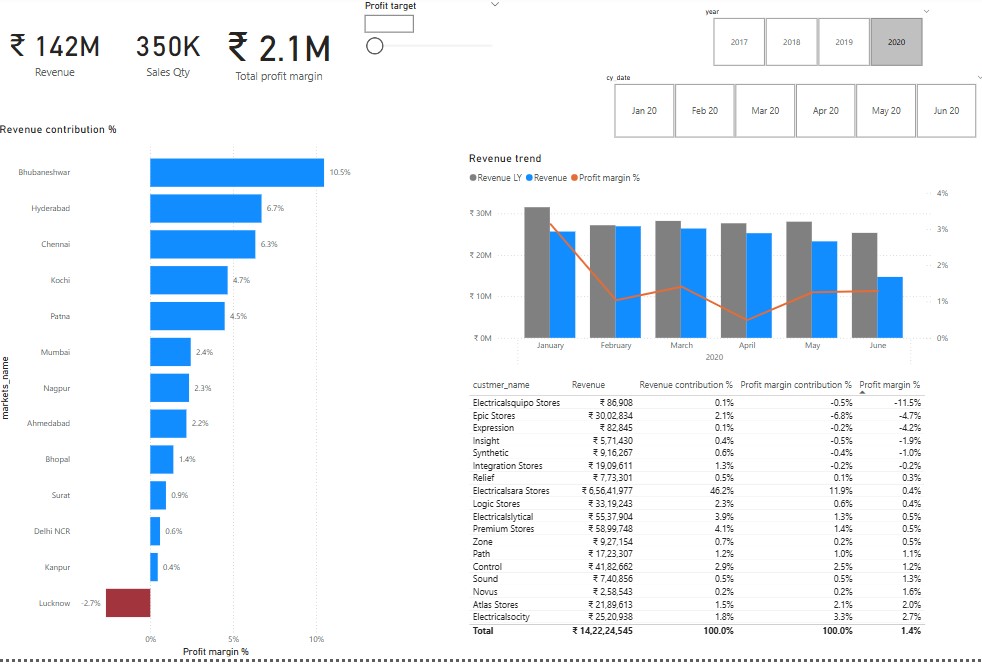 Profit target
₹ 142M
350K
₹ 2.1M
Revenue
Sales Qty
Total profit margin
year
2017
2018
2019
2020
cy_date
Jan 20
Feb 20
Mar 20
Apr 20
May 20
Jun 20
Revenue contribution %
markets_name
Bhubaneshwar 10.5%
Hyderabad 6.7%
Chennai 6.3%
Kochi 4.7%
Patna 4.5%
Mumbai 2.4%
Nagpur 2.3%
Ahmedabad 2.2%
Bhopal 1.4%
Surat 0.9%
Delhi NCR 0.6%
Kanpur 0.4%
Lucknow -2.7%
0% 5% 10%
Profit margin %
Revenue trend
Revenue LY Revenue Profit margin %
₹ 30M
₹ 20M
₹ 10M
₹ 0M
4%
3%
2%
1%
0%
January February March April May June
2020
custmer_name Revenue Revenue contribution % Profit margin contribution % Profit margin %
Electricalsquipo Stores ₹ 86,908 0.1% -0.5% -11.5%
Epic Stores ₹ 30,02,834 2.1% -6.8% -4.7%
Expression ₹ 82,845 0.1% -0.2% -4.2%
Insight ₹ 5,71,430 0.4% -0.5% -1.9%
Synthetic ₹ 9,16,267 0.6% -0.4% -1.0%
Integration Stores ₹ 19,09,611 1.3% -0.2% -0.2%
Relief ₹ 7,73,301 0.5% 0.1% 0.3%
Electricalsara Stores ₹ 6,56,41,977 46.2% 11.9% 0.4%
Logic Stores ₹ 33,19,243 2.3% 0.6% 0.4%
Electricalslytical ₹ 55,37,904 3.9% 1.3% 0.5%
Premium Stores ₹ 58,99,748 4.1% 1.4% 0.5%
Zone ₹ 9,27,154 0.7% 0.2% 0.5%
Path ₹ 17,23,307 1.2% 1.0% 1.1%
Control ₹ 41,82,662 2.9% 2.5% 1.2%
Sound ₹ 7,40,856 0.5% 0.5% 1.3%
Novus ₹ 2,58,543 0.2% 0.2% 1.6%
Atlas Stores ₹ 21,89,613 1.5% 2.1% 2.0%
Electricalsocity ₹ 25,20,938 1.8% 3.3% 2.7%
Total ₹ 14,22,24,545 100.0% 100.0% 1.4%